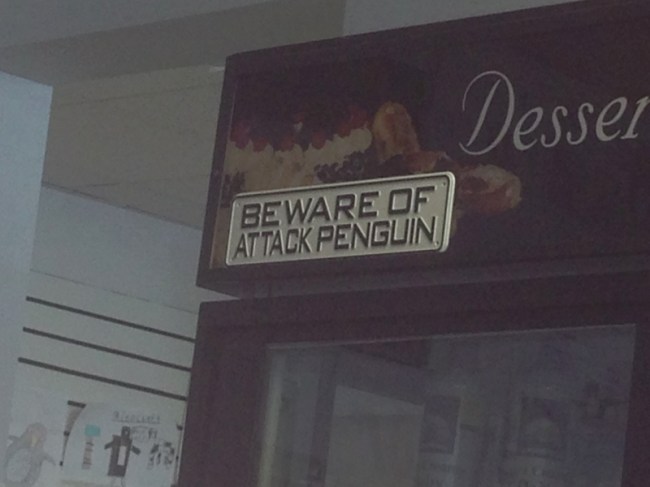 Desser
BEWARE OF
ATTACK PENGUIN